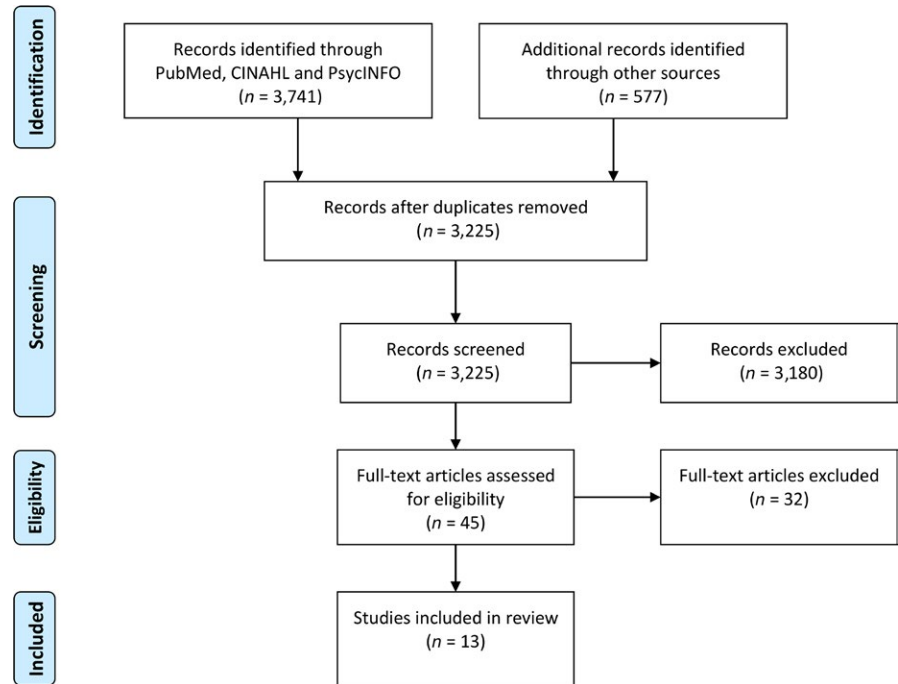 Identification
Records identified through
PubMed, CINAHL and PsycINFO
(n = 3,741)
Additional records identified
through other sources
(n = 577)
Screening
Records after duplicates removed
(n = 3,225)
Records screened
(n = 3,225)
Records excluded
(n = 3,180)
Eligibility
Full-text articles assessed
for eligibility
(n = 45)
Full-text articles excluded
(n = 32)
Included
Studies included in review
(n = 13)